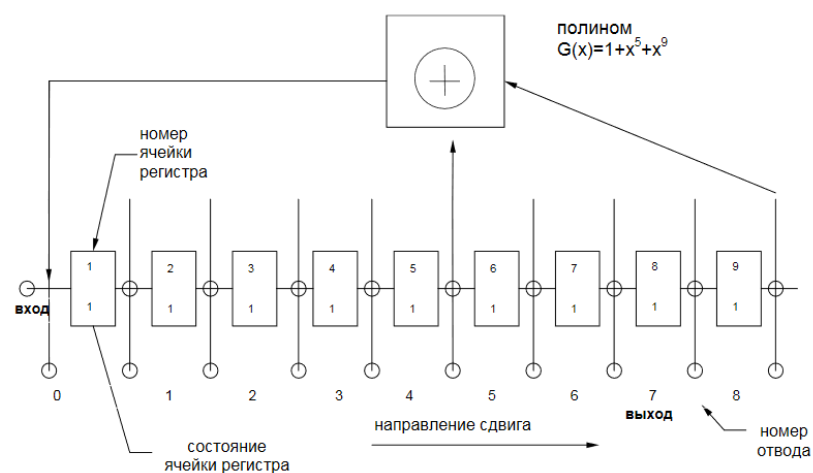 полином
G(x)=1+x⁵+x⁹
номер
ячейки
регистра
1 2 3 4 5 6 7 8 9
вход
1 1 1 1 1 1 1 1 1
0 1 2 3 4 5 6 7 8
выход
направление сдвига
состояние
ячейки регистра
номер
отвода